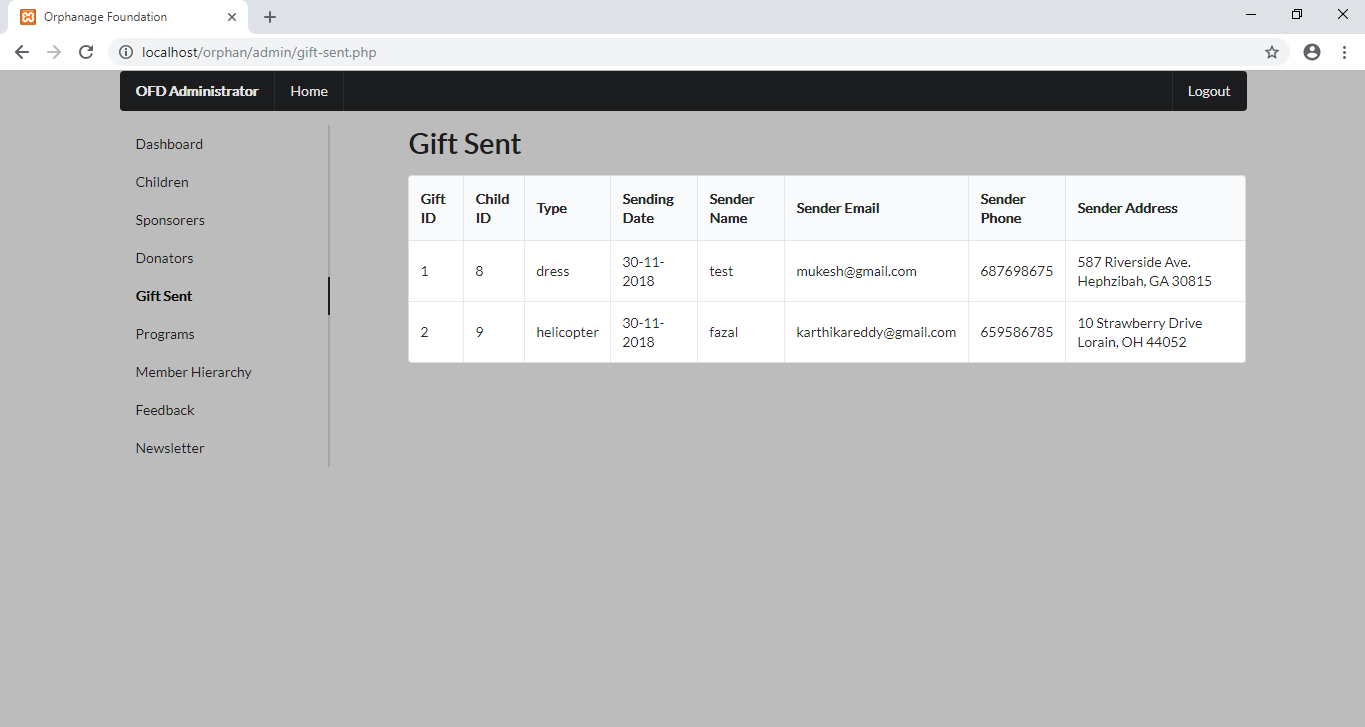 Orphanage Foundation
localhost/orphan/admin/gift-sent.php
OFD Administrator Home Logout
Dashboard
Children
Sponsorers
Donators
Gift Sent
Programs
Member Hierarchy
Feedback
Newsletter
Gift Sent
Gift ID Child ID Type Sending Date Sender Name Sender Email Sender Phone Sender Address
1 8 dress 30-11-2018 test mukesh@gmail.com 687698675 587 Riverside Ave. Hephzibah, GA 30815
2 9 helicopter 30-11-2018 fazal karthikareddy@gmail.com 659586785 10 Strawberry Drive Lorain, OH 44052